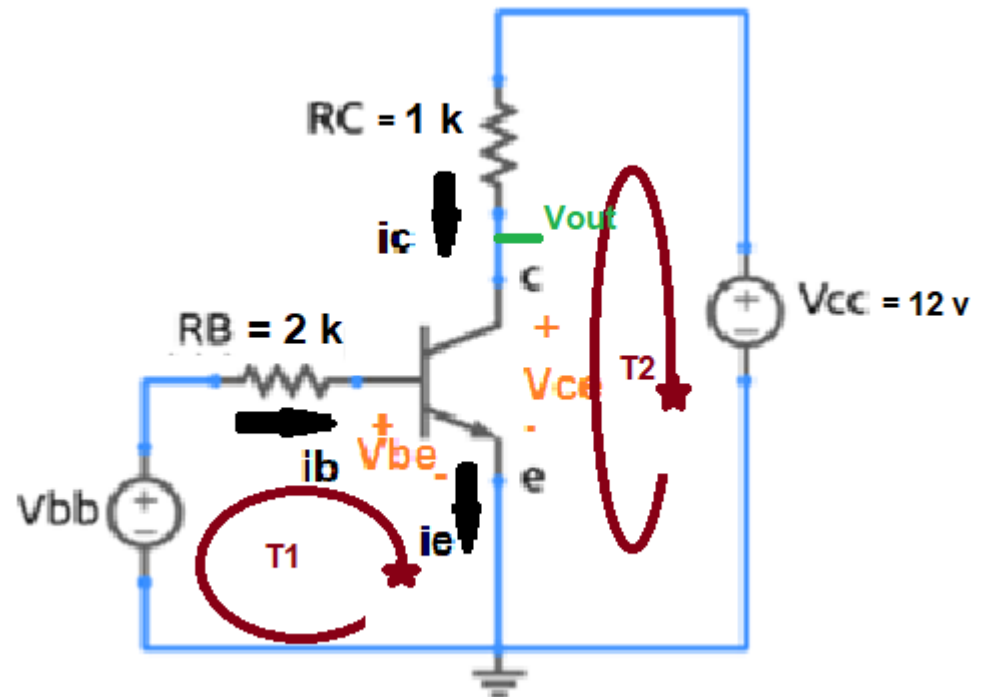 RC = 1 k
Vout
ic
c
Vcc = 12 v
RB = 2 k
+
T2
Vce
+
-
Vbe
-
ib
e
Vbb
ie
T1